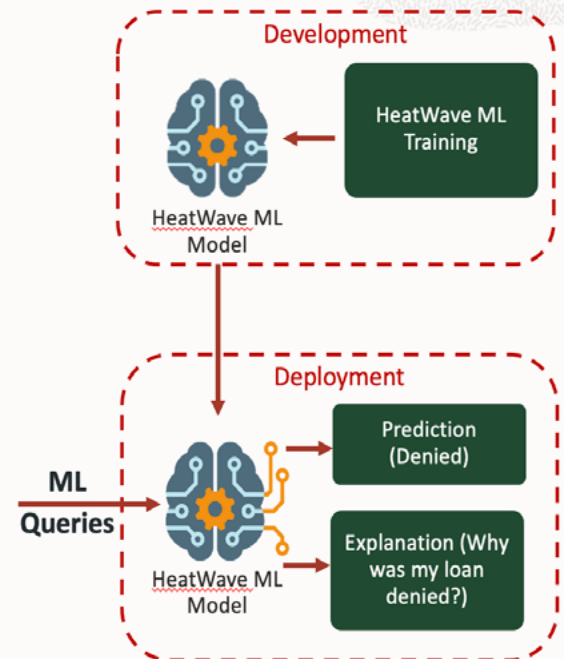 Development
HeatWave ML
Training
HeatWave ML
Model
Deployment
Prediction
(Denied)
ML
Queries
Explanation (Why
was my loan
denied?)
HeatWave ML
Model